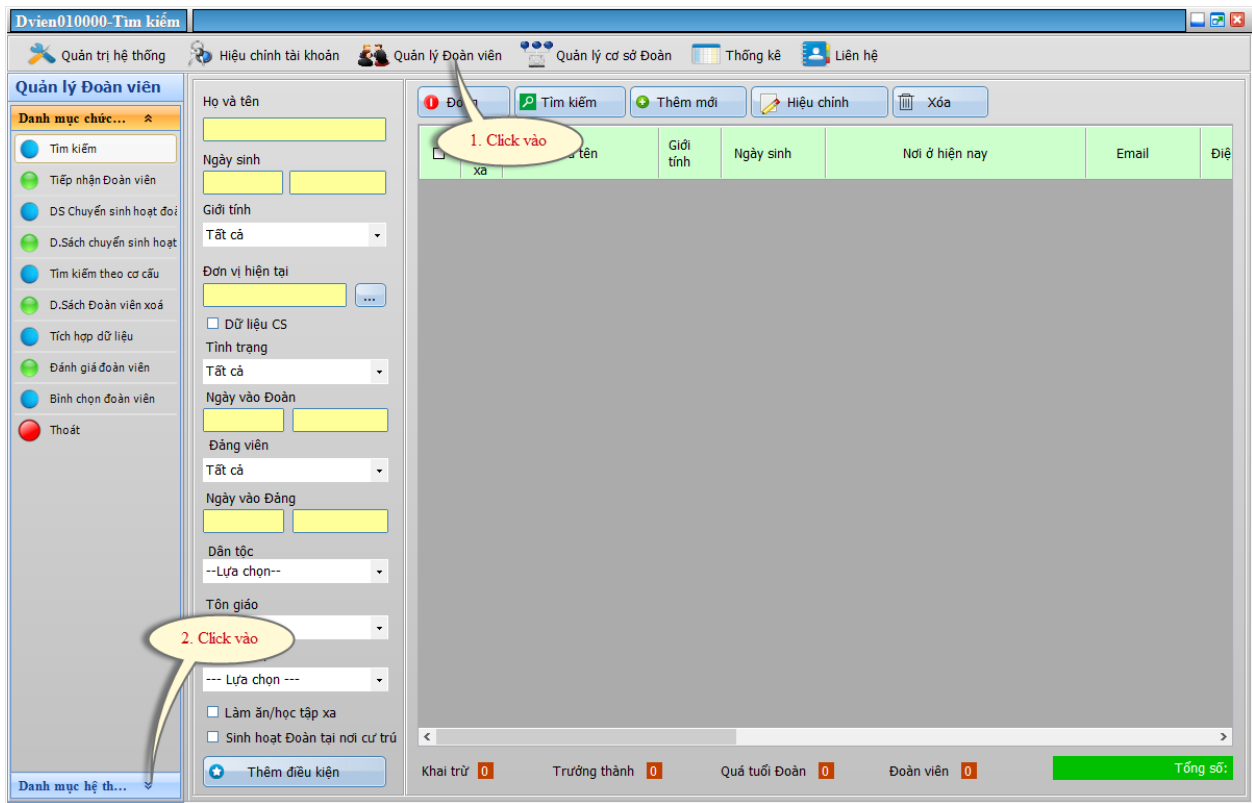 Dvien010000-Tìm kiếm
Quản trị hệ thống Hiệu chỉnh tài khoản Quản lý Đoàn viên Quản lý cơ sở Đoàn Thống kê Liên hệ
Quản lý Đoàn viên
Danh mục chức...
Tìm kiếm
Tiếp nhận Đoàn viên
DS Chuyển sinh hoạt đoà
D.Sách chuyển sinh hoạt
Tìm kiếm theo cơ cấu
D.Sách Đoàn viên xoá
Tích hợp dữ liệu
Đánh giá đoàn viên
Bình chọn đoàn viên
Thoát
Danh mục hệ th...
Họ và tên
Ngày sinh
Giới tính
Tất cả
Đơn vị hiện tại
...
Dữ liệu CS
Tình trạng
Tất cả
Ngày vào Đoàn
Đảng viên
Tất cả
Ngày vào Đảng
Dân tộc
--Lựa chọn--
Tôn giáo
2. Click vào
--- Lựa chọn ---
Làm ăn/học tập xa
Sinh hoạt Đoàn tại nơi cư trú
Thêm điều kiện
Tìm kiếm Thêm mới Hiệu chỉnh Xóa
1. Click vào
xa tên Giới tính Ngày sinh Nơi ở hiện nay Email Điệ
Khai trừ 0 Trưởng thành 0 Quá tuổi Đoàn 0 Đoàn viên 0 Tổng số: